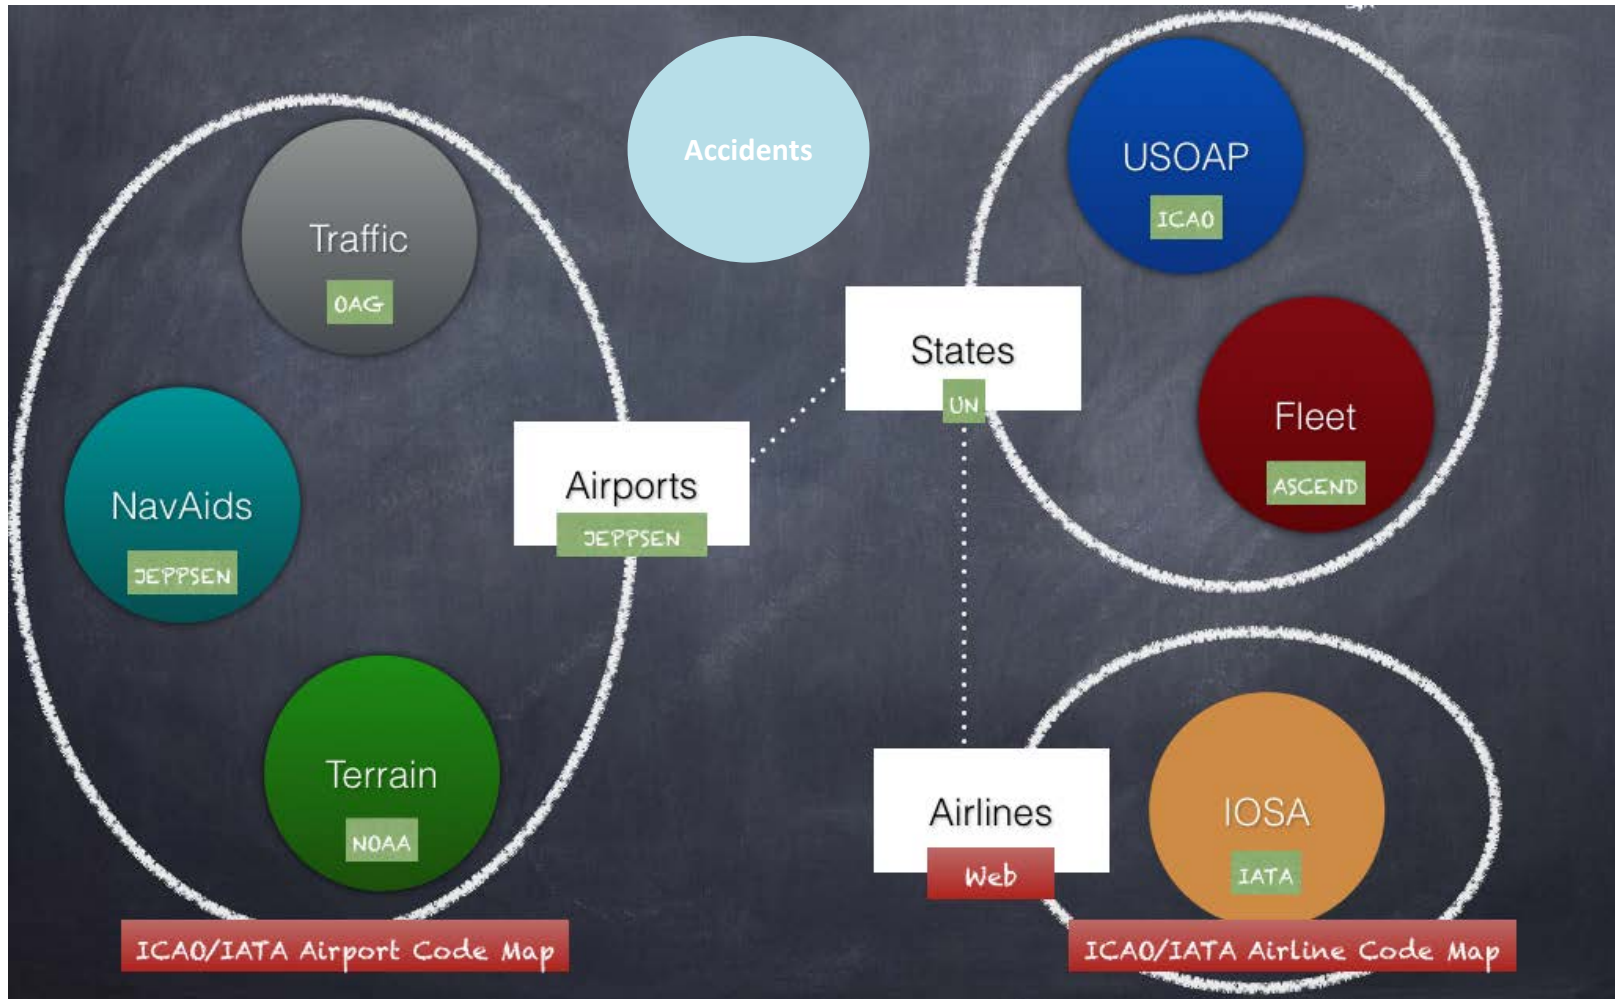 Accidents
Traffic
OAG
NavAids
JEPPSEN
Terrain
NOAA
Airports
JEPPSEN
ICAO/IATA Airport Code Map
States
UN
USOAP
ICAO
Fleet
ASCEND
Airlines
Web
IOSA
IATA
ICAO/IATA Airline Code Map